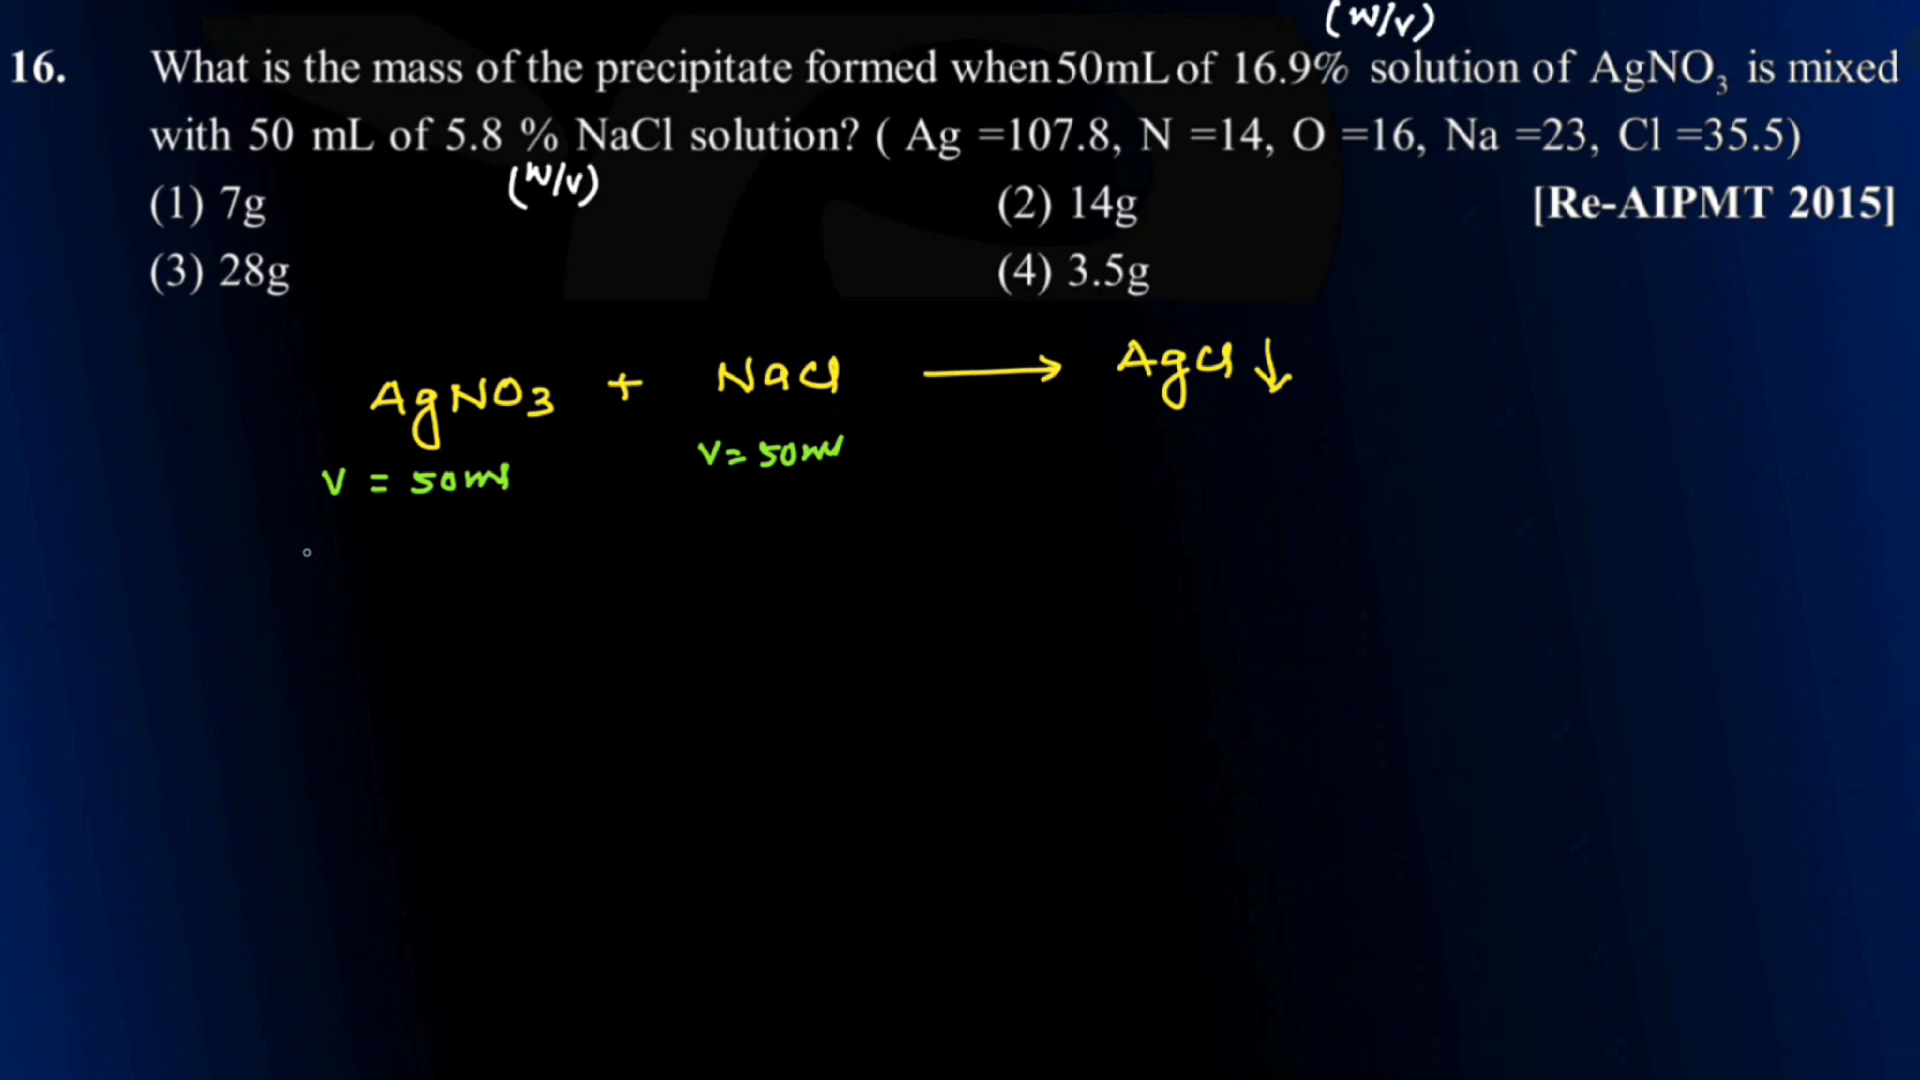 (w/v)
16. What is the mass of the precipitate formed when 50mL of 16.9% solution of AgNO₃ is mixed
with 50 mL of 5.8 % NaCl solution? ( Ag =107.8, N =14, O =16, Na =23, Cl =35.5)
(w/v)
(1) 7g (2) 14g [Re-AIPMT 2015]
(3) 28g (4) 3.5g
AgNO3 + NaCl ⟶ AgCl ↓
V = 50ml V= 50ml